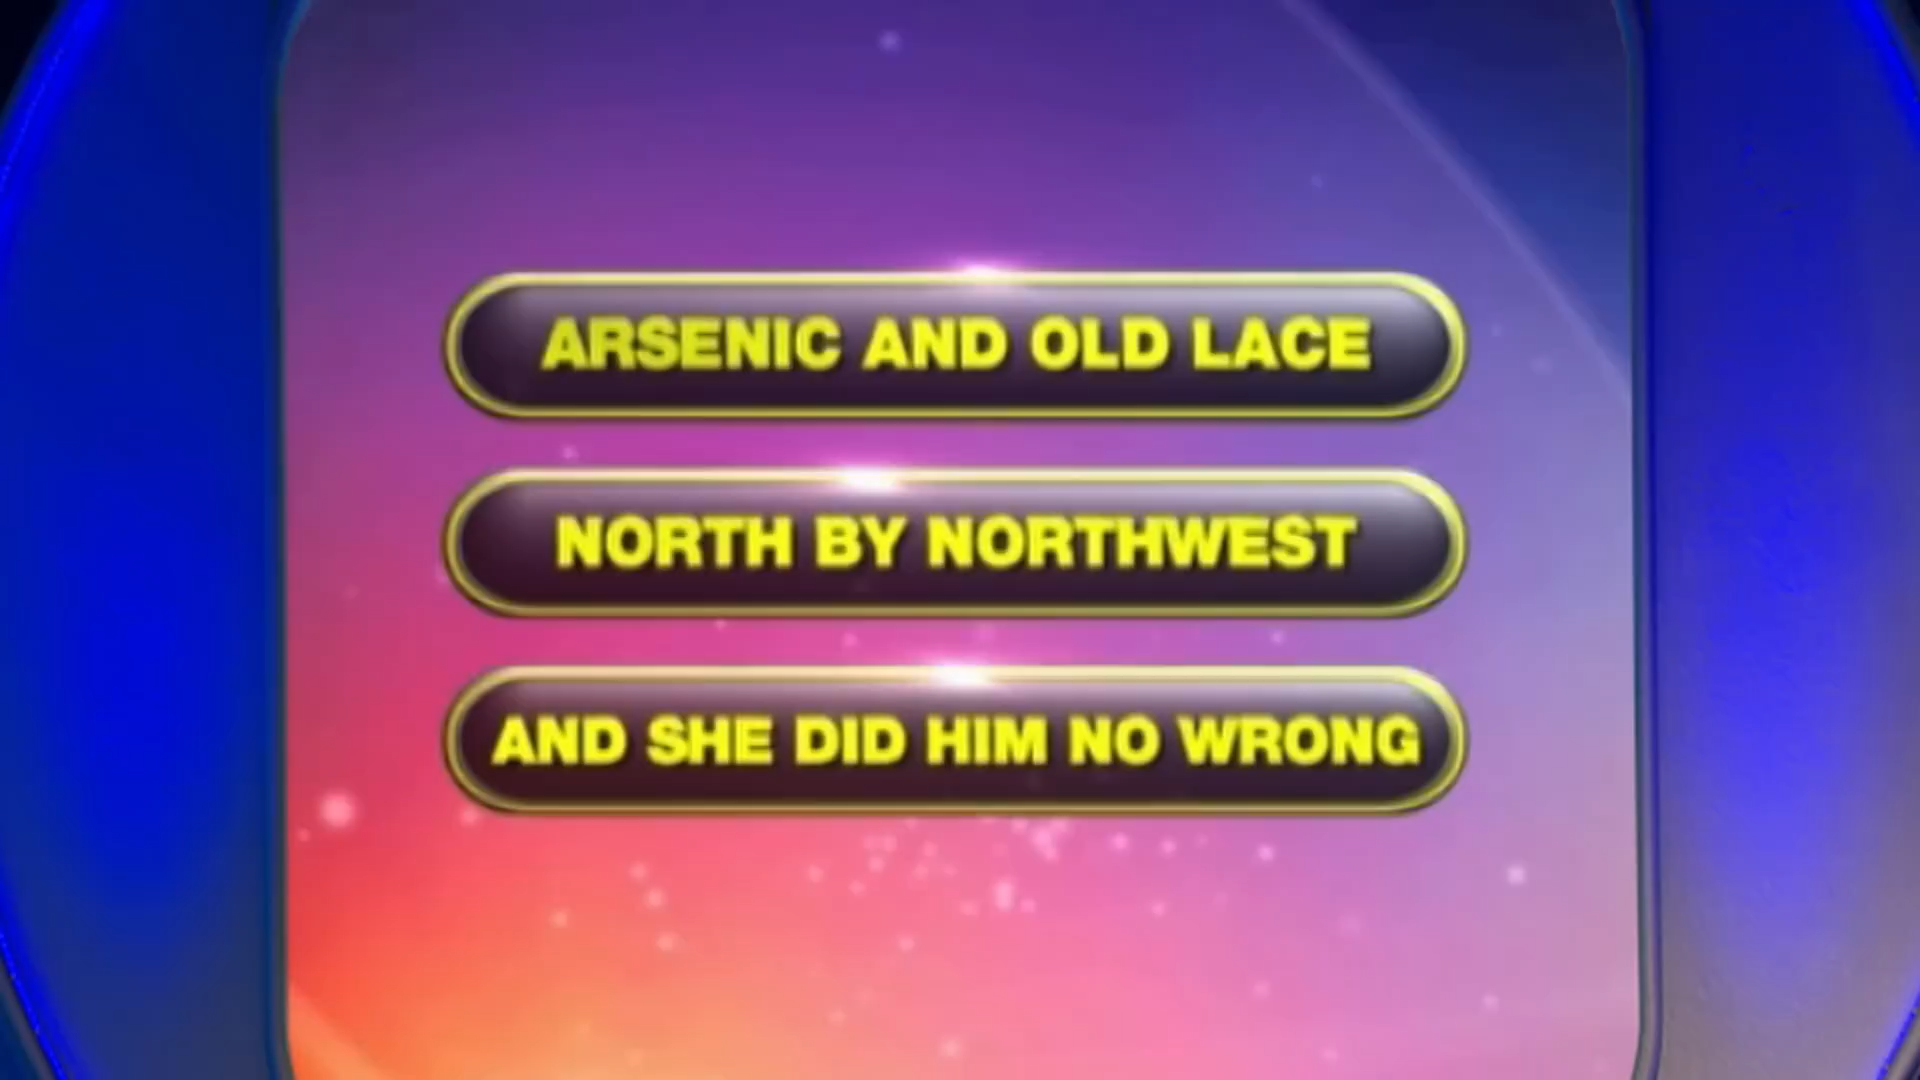 ARSENIC AND OLD LACE
NORTH BY NORTHWEST
AND SHE DID HIM NO WRONG